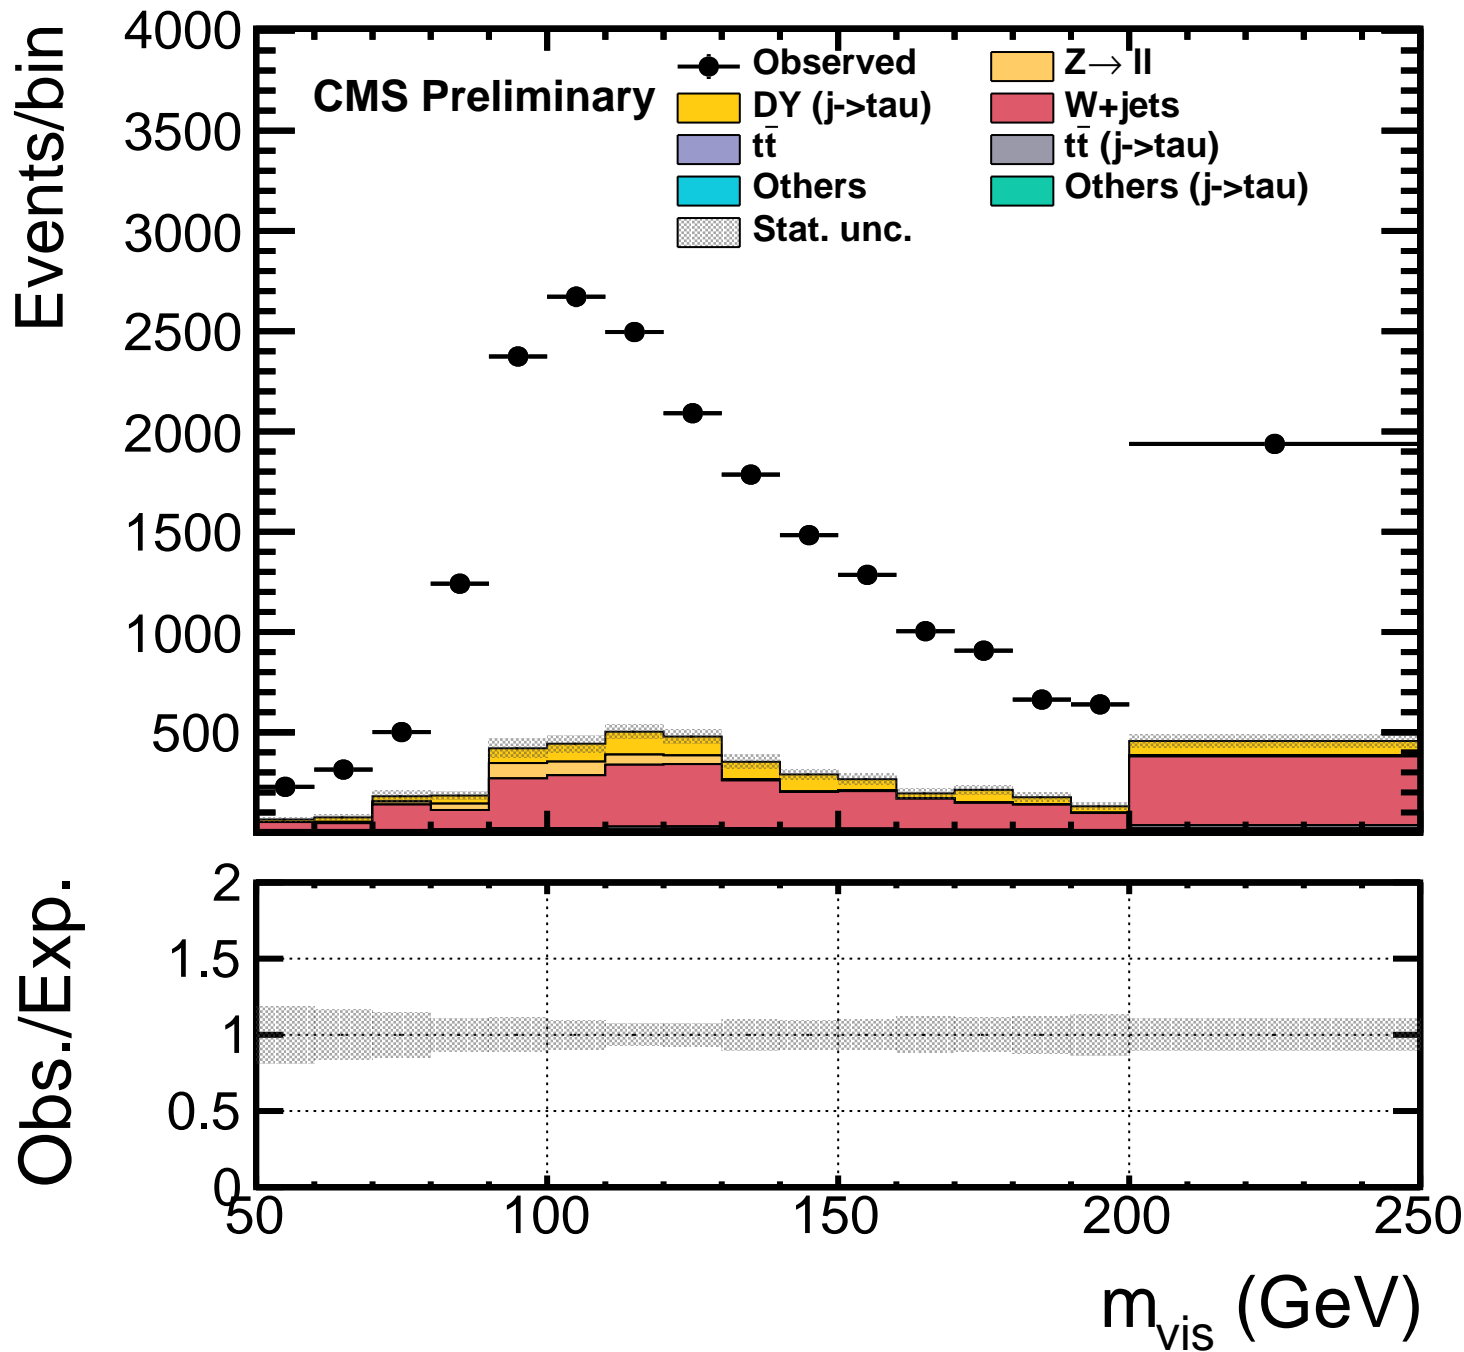 Events/bin
4000
3500
3000
2500
2000
1500
1000
500
CMS Preliminary
Observed
Z→ ll
DY (j->tau)
W+jets
tt̄
tt̄ (j->tau)
Others
Others (j->tau)
Stat. unc.
Obs./Exp.
2
1.5
1
0.5
0
50 100 150 200 250
m_vis (GeV)